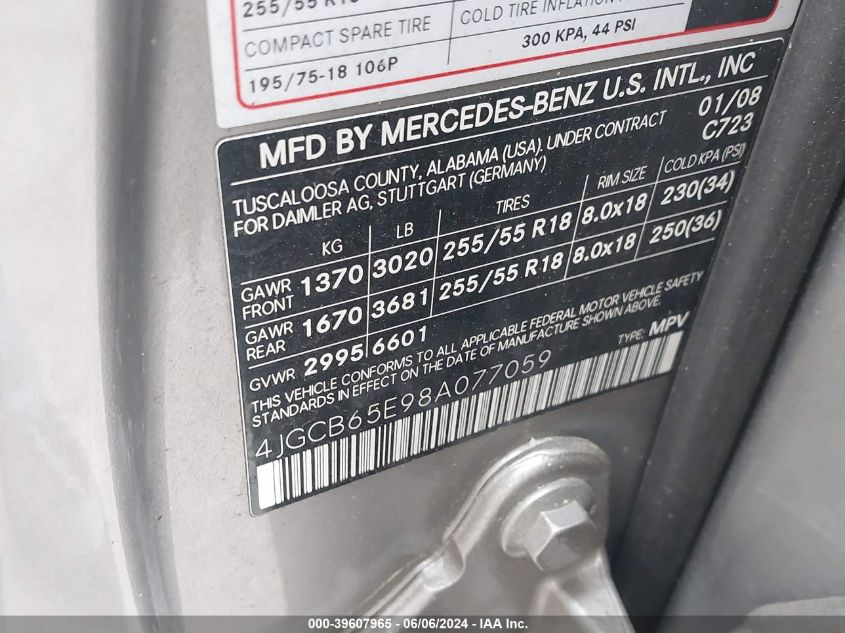 255/55 R18
COMPACT SPARE TIRE
195/75-18 106P
COLD TIRE INFLATION
300 KPA, 44 PSI
MFD BY MERCEDES-BENZ U.S. INTL., INC
TUSCALOOSA COUNTY, ALABAMA (USA). UNDER CONTRACT
FOR DAIMLER AG, STUTTGART (GERMANY)
01/08
C723
KG LB TIRES RIM SIZE COLD KPA (PSI)
GAWR FRONT 1370 3020 255/55 R18 8.0x18 230(34)
GAWR REAR 1670 3681 255/55 R18 8.0x18 250(36)
GVWR 2995 6601
THIS VEHICLE CONFORMS TO ALL APPLICABLE FEDERAL MOTOR VEHICLE SAFETY
STANDARDS IN EFFECT ON THE DATE OF MANUFACTURE SHOWN ABOVE.
TYPE: MPV
4JGCB65E98A077059
000-39607965 - 06/06/2024 - IAA Inc.